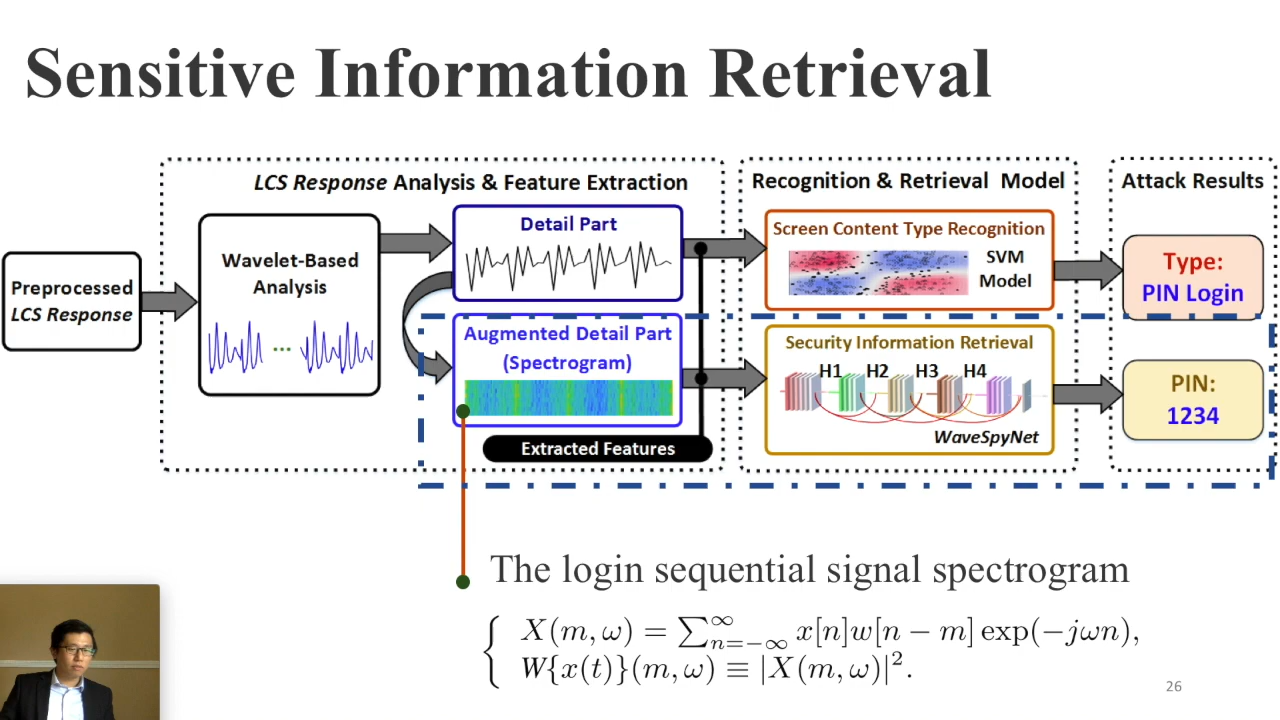 Sensitive Information Retrieval
LCS Response Analysis & Feature Extraction
Recognition & Retrieval Model
Attack Results
Preprocessed
LCS Response
Wavelet-Based
Analysis
...
Detail Part
Augmented Detail Part
(Spectrogram)
Extracted Features
Screen Content Type Recognition
SVM
Model
Security Information Retrieval
H1 H2 H3 H4
WaveSpyNet
Type:
PIN Login
PIN:
1234
The login sequential signal spectrogram
X(m, ω) = ∑_{n=−∞}^{∞} x[n]w[n − m] exp(−jωn),
W{x(t)}(m, ω) ≡ |X(m, ω)|².
26